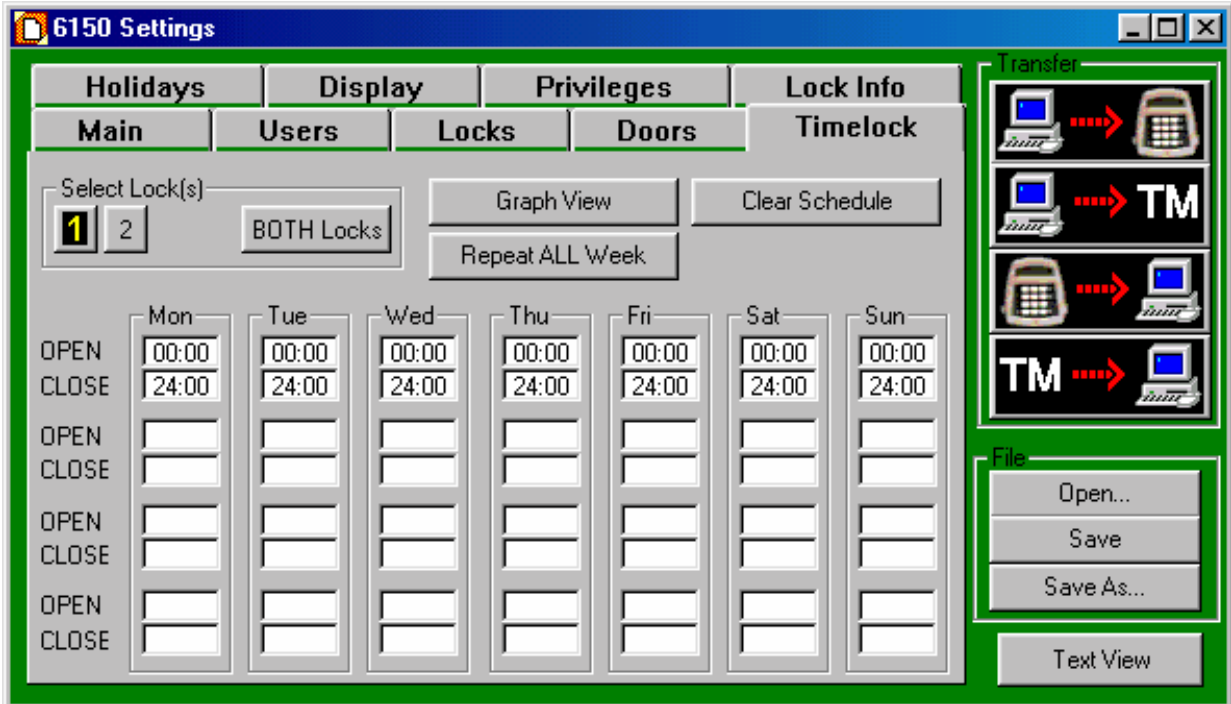 6150 Settings
Holidays Display Privileges Lock Info
Main Users Locks Doors Timelock
Select Lock(s)
1 2 BOTH Locks
Graph View Clear Schedule
Repeat ALL Week
Mon Tue Wed Thu Fri Sat Sun
OPEN 00:00 00:00 00:00 00:00 00:00 00:00 00:00
CLOSE 24:00 24:00 24:00 24:00 24:00 24:00 24:00
OPEN
CLOSE
OPEN
CLOSE
OPEN
CLOSE
Transfer
TM
TM
File
Open...
Save
Save As...
Text View